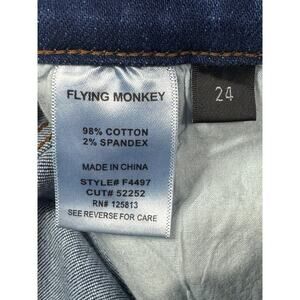 FLYING MONKEY
24
98% COTTON
2% SPANDEX
MADE IN CHINA
STYLE# F4497
CUT# 52252
RN# 125813
SEE REVERSE FOR CARE